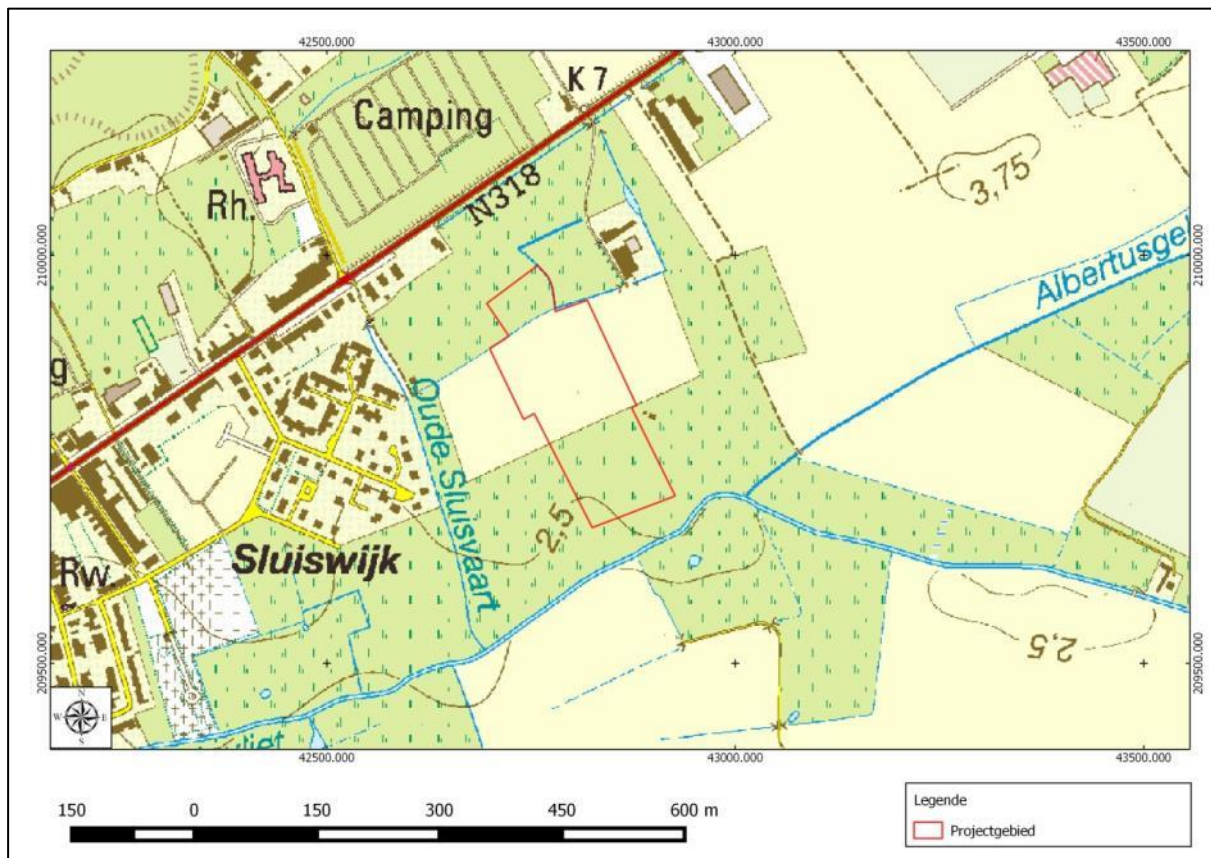 42500.000
43000.000
43500.000
K 7
Camping
Rh.
N318
3,75
210000.000
210000.000
Albertusgel
g
Oude Sluisvaart
2,5
Sluiswijk
Rw.
2,5
209500.000
209500.000
N
W E
S
liet
42500.000
43000.000
43500.000
150 0 150 300 450 600 m
Legende
Projectgebied